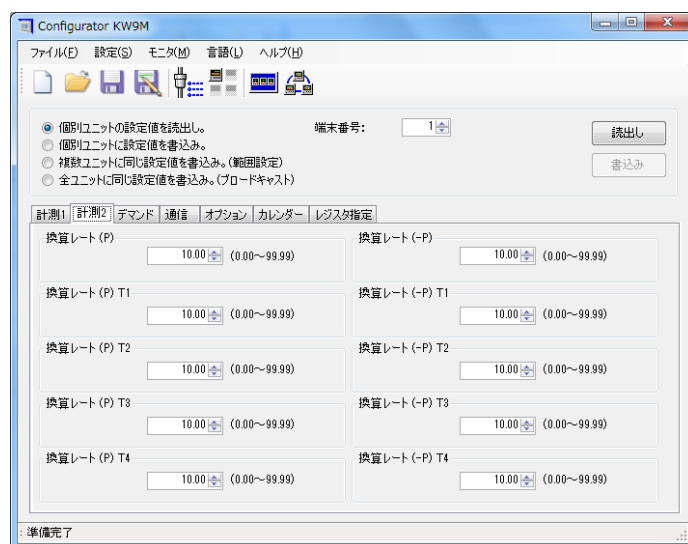 Configurator KW9M
ファイル(F) 設定(S) モニタ(M) 言語(L) ヘルプ(H)
個別ユニットの設定値を読出し。
端末番号: 1
読出し
個別ユニットに設定値を書込み。
複数ユニットに同じ設定値を書込み。(範囲設定)
書込み
全ユニットに同じ設定値を書込み。(ブロードキャスト)
計測1 計測2 デマンド 通信 オプション カレンダー レジスタ指定
換算レート(P) 換算レート(-P)
10.00 (0.00～99.99) 10.00 (0.00～99.99)
換算レート(P) T1 換算レート(-P) T1
10.00 (0.00～99.99) 10.00 (0.00～99.99)
換算レート(P) T2 換算レート(-P) T2
10.00 (0.00～99.99) 10.00 (0.00～99.99)
換算レート(P) T3 換算レート(-P) T3
10.00 (0.00～99.99) 10.00 (0.00～99.99)
換算レート(P) T4 換算レート(-P) T4
10.00 (0.00～99.99) 10.00 (0.00～99.99)
準備完了